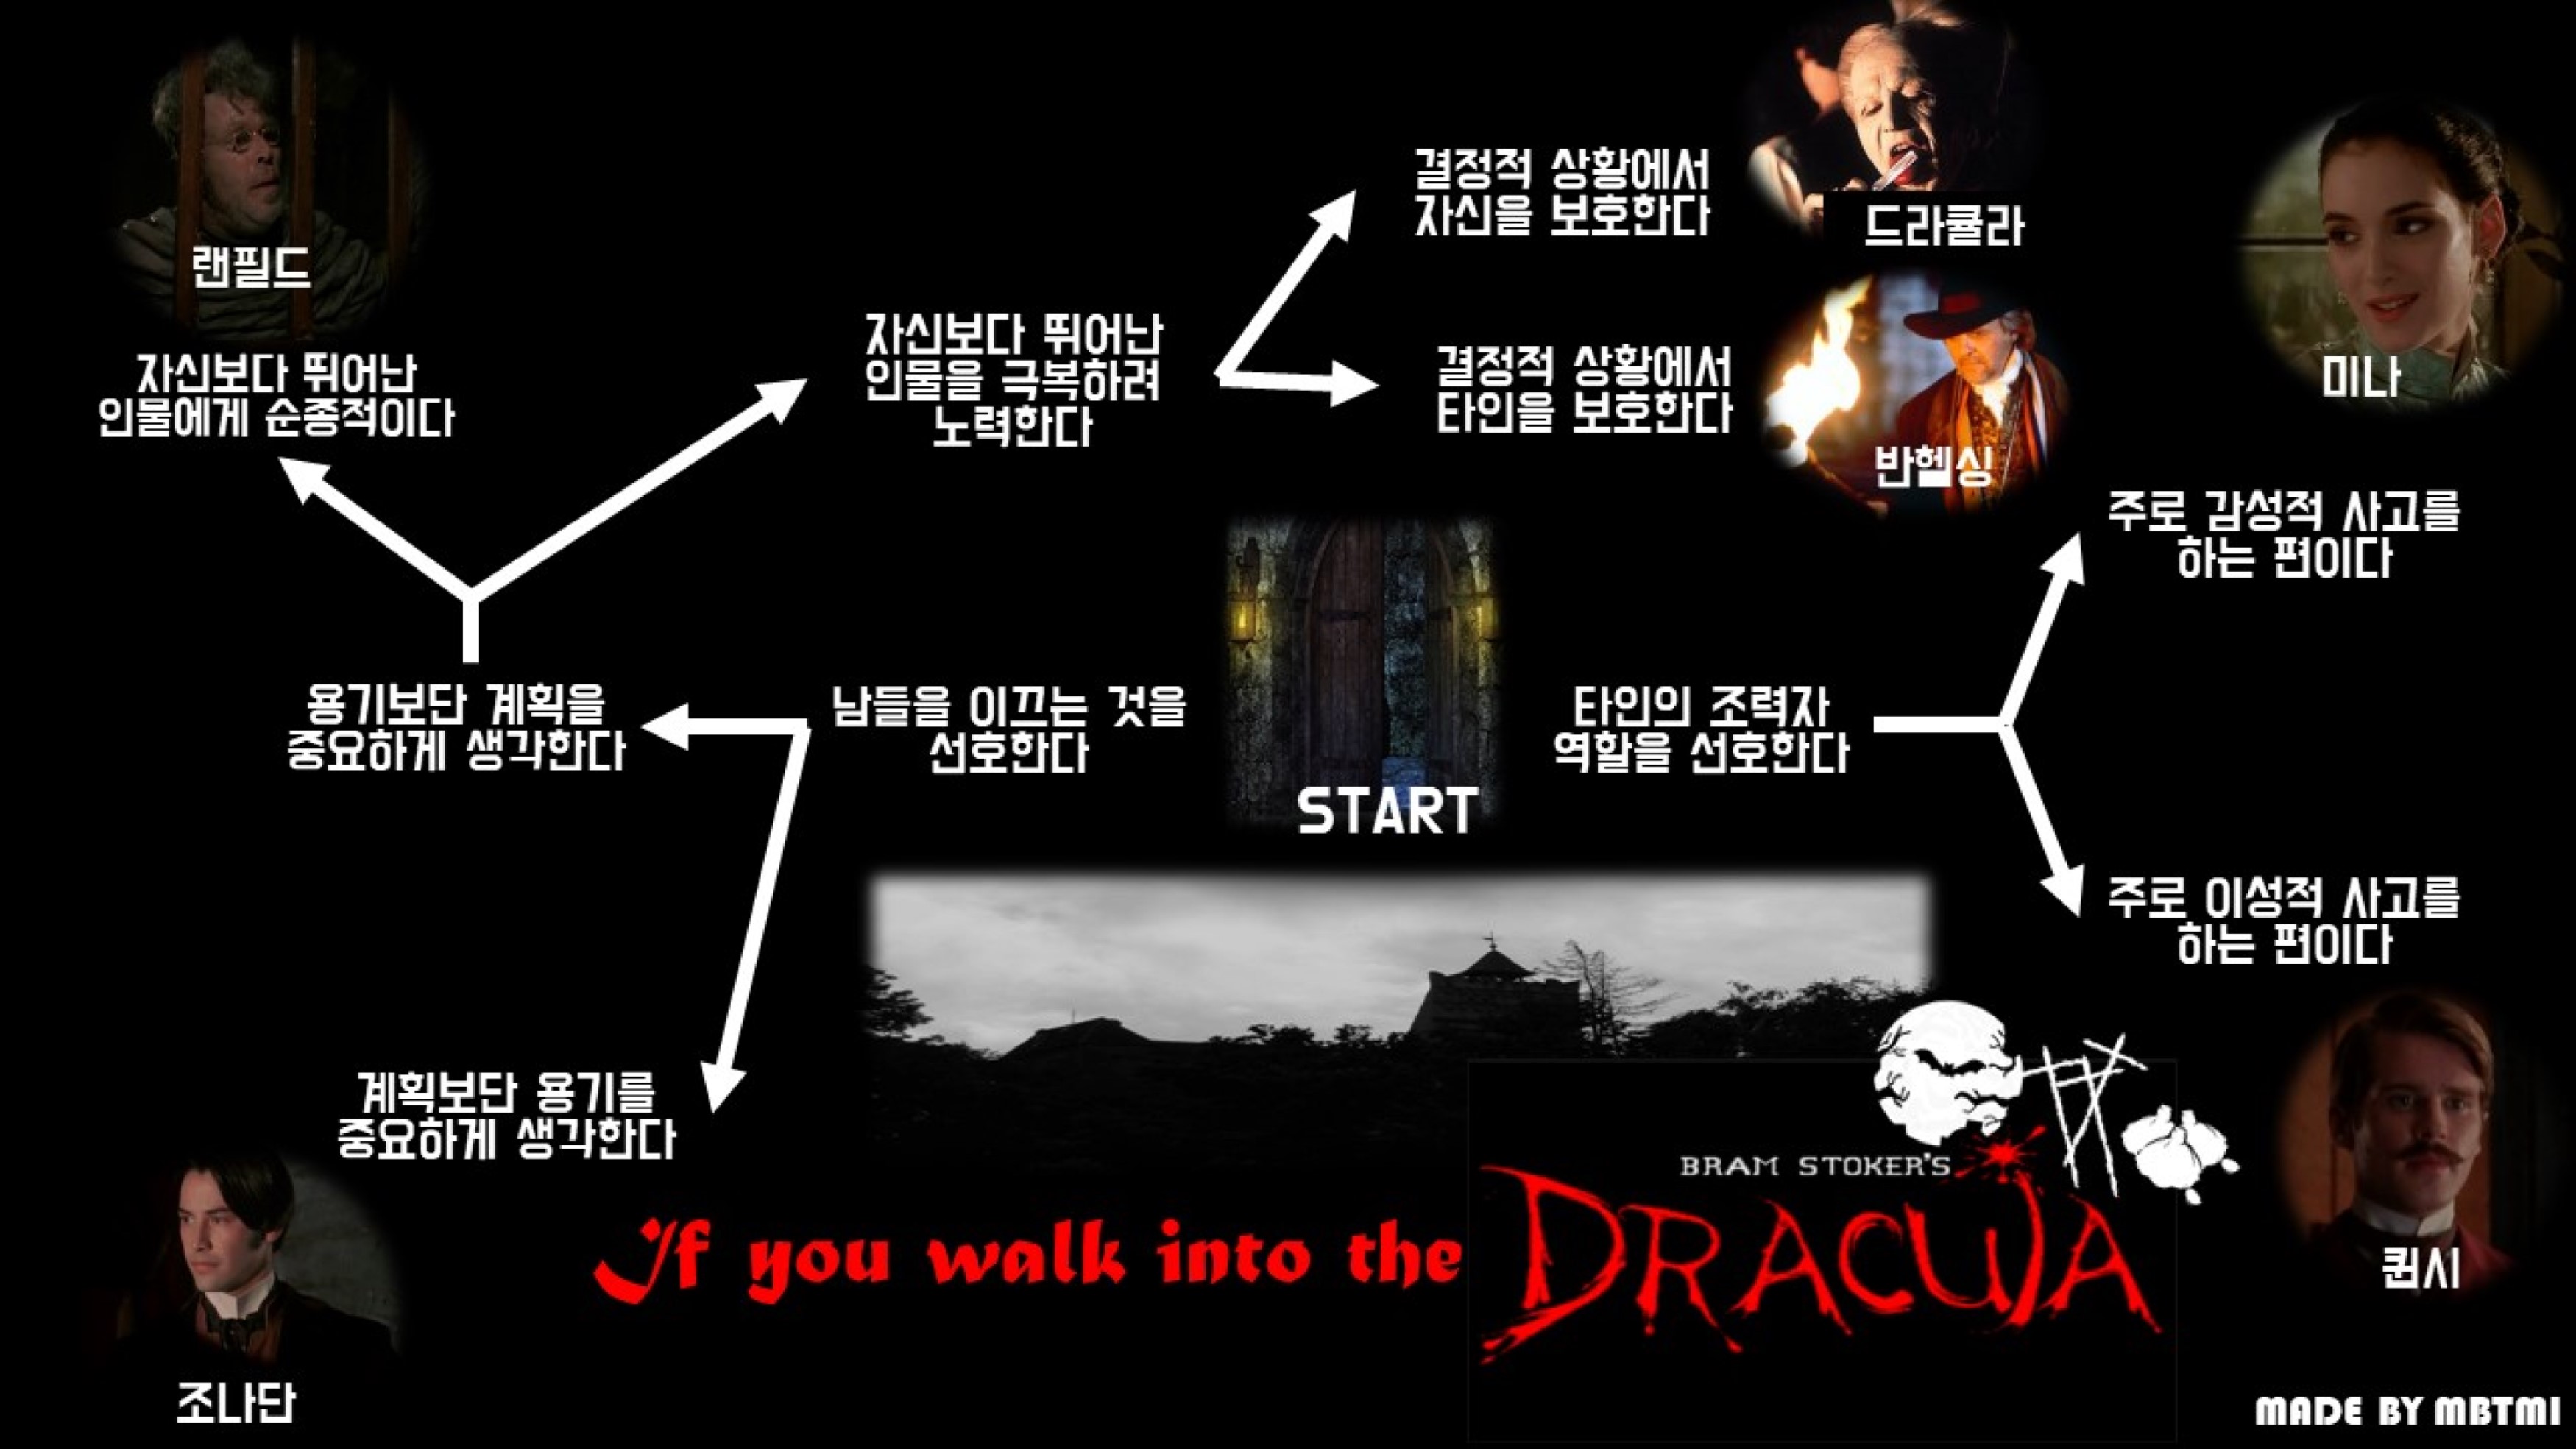 랜필드
자신보다 뛰어난
인물에게 순종적이다
자신보다 뛰어난
인물을 극복하려
노력한다
결정적 상황에서
자신을 보호한다
드라큘라
결정적 상황에서
타인을 보호한다
반헬싱
미나
주로 감성적 사고를
하는 편이다
용기보단 계획을
중요하게 생각한다
남들을 이끄는 것을
선호한다
START
타인의 조력자
역할을 선호한다
주로 이성적 사고를
하는 편이다
퀸시
계획보단 용기를
중요하게 생각한다
조나단
If you walk into the
BRAM STOKER'S
DRACULA
MADE BY MBTMI